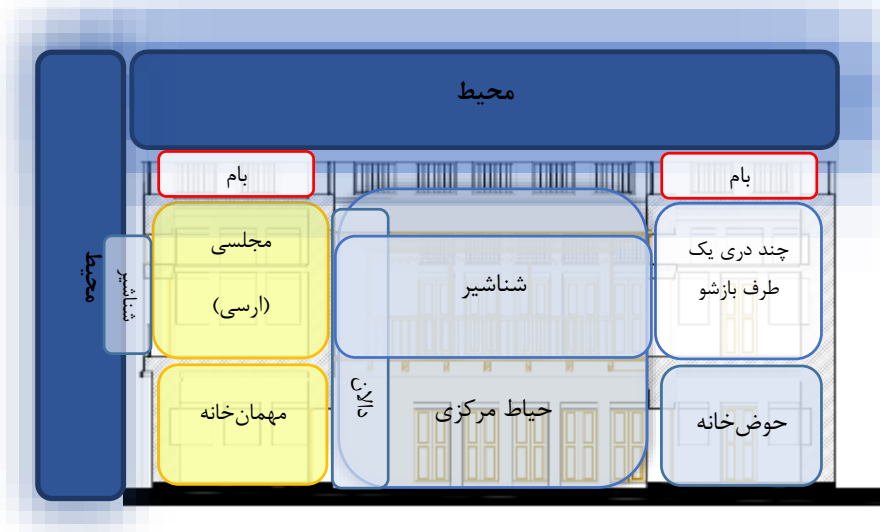 محیط
بام
بام
چند دری یک
طرف بازشو
شناشیر
مجلسی
(ارسی)
شناشیر
محیط
حوض‌خانه
حیاط مرکزی
دالان
مهمان‌خانه